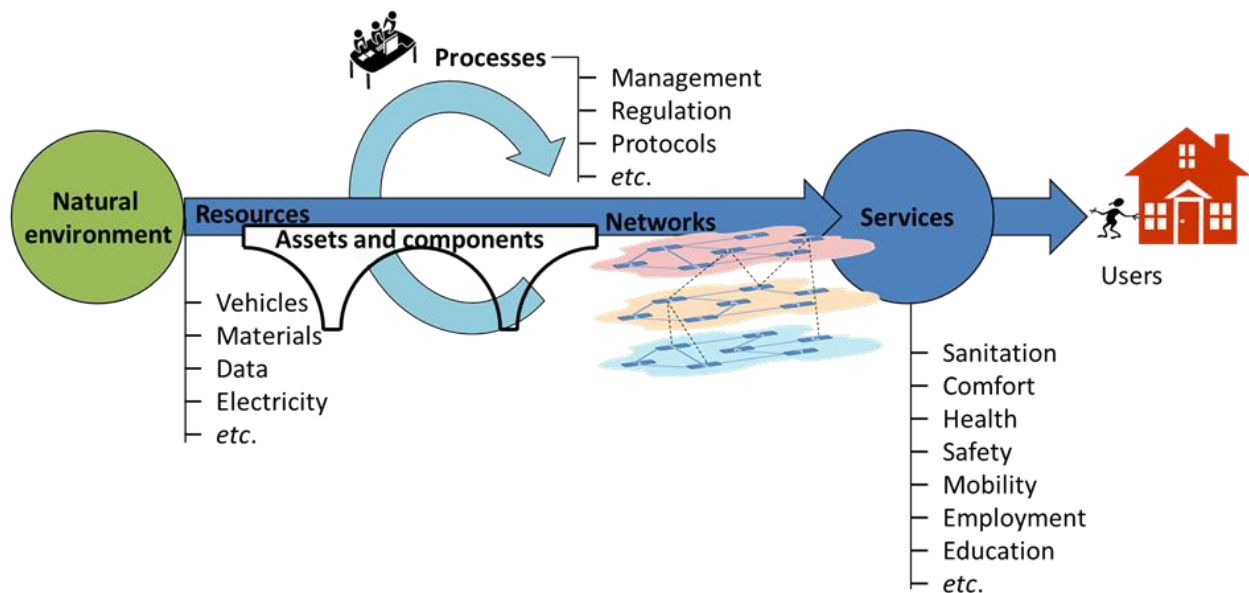 Processes
Management
Regulation
Protocols
etc.
Natural
environment
Resources
Assets and components
Networks
Services
Users
Vehicles
Materials
Data
Electricity
etc.
Sanitation
Comfort
Health
Safety
Mobility
Employment
Education
etc.